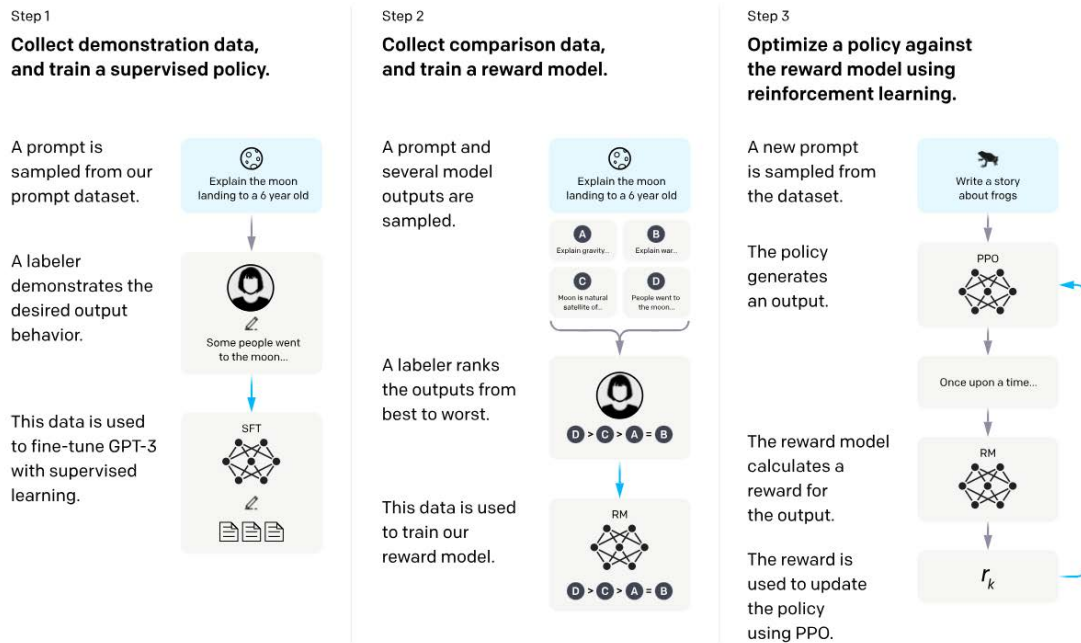 Step 1
Collect demonstration data,
and train a supervised policy.
A prompt is
sampled from our
prompt dataset.
Explain the moon
landing to a 6 year old
A labeler
demonstrates the
desired output
behavior.
Some people went
to the moon...
This data is used
to fine-tune GPT-3
with supervised
learning.
SFT
Step 2
Collect comparison data,
and train a reward model.
A prompt and
several model
outputs are
sampled.
Explain the moon
landing to a 6 year old
A
Explain gravity...
B
Explain war...
C
Moon is natural
satellite of...
D
People went to
the moon...
A labeler ranks
the outputs from
best to worst.
D > C > A = B
This data is used
to train our
reward model.
RM
D > C > A = B
Step 3
Optimize a policy against
the reward model using
reinforcement learning.
A new prompt
is sampled from
the dataset.
Write a story
about frogs
The policy
generates
an output.
PPO
Once upon a time...
The reward model
calculates a
reward for
the output.
RM
The reward is
used to update
the policy
using PPO.
rk